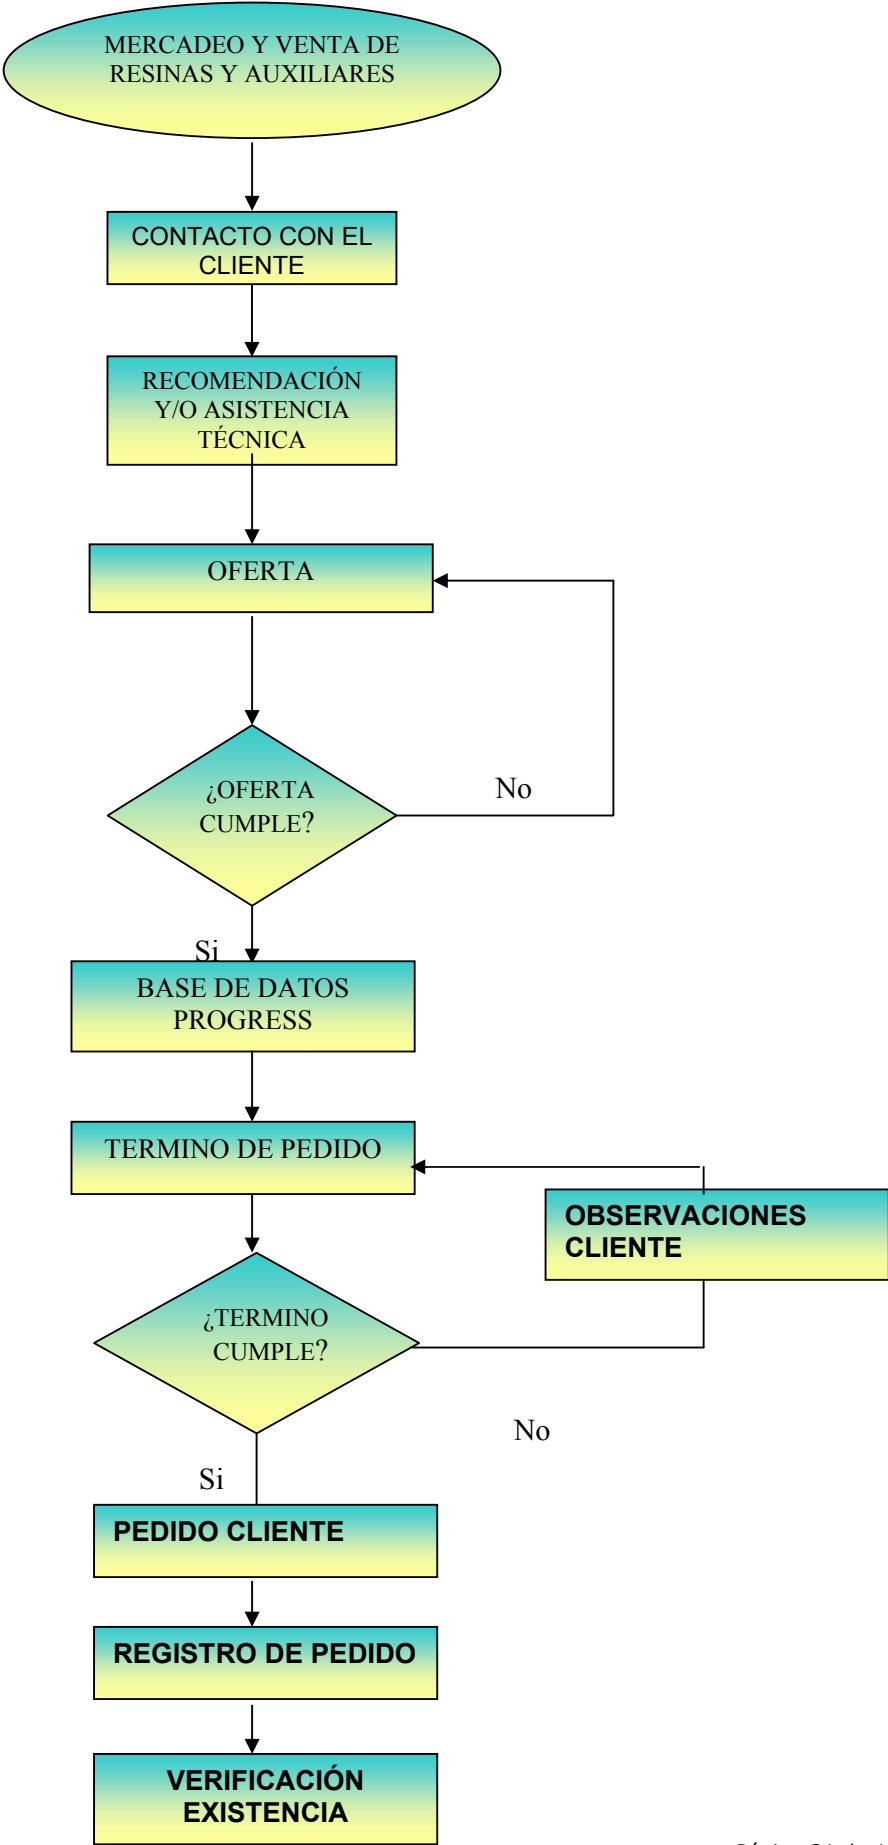 MERCADEO Y VENTA DE
RESINAS Y AUXILIARES
CONTACTO CON EL
CLIENTE
RECOMENDACIÓN
Y/O ASISTENCIA
TÉCNICA
OFERTA
¿OFERTA
CUMPLE?
No
Si
BASE DE DATOS
PROGRESS
TERMINO DE PEDIDO
OBSERVACIONES
CLIENTE
¿TERMINO
CUMPLE?
No
Si
PEDIDO CLIENTE
REGISTRO DE PEDIDO
VERIFICACIÓN
EXISTENCIA